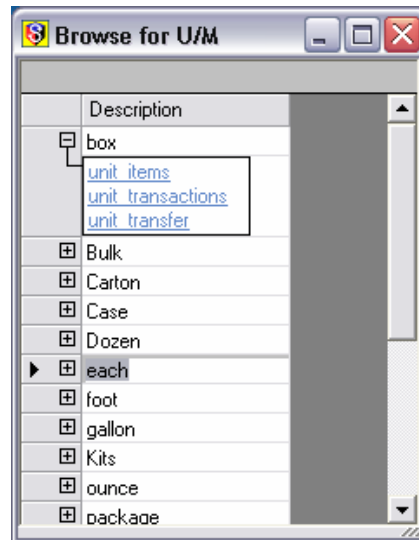 Browse for U/M
Description
box
unit_items
unit_transactions
unit_transfer
Bulk
Carton
Case
Dozen
each
foot
gallon
Kits
ounce
package